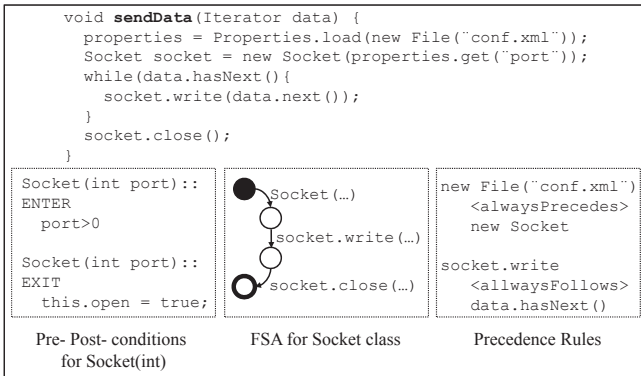 void sendData(Iterator data) {
properties = Properties.load(new File(¨conf.xml¨));
Socket socket = new Socket(properties.get(¨port¨));
while(data.hasNext(){
socket.write(data.next());
}
socket.close();
}
Socket(int port)::
ENTER
port>0
Socket(int port)::
EXIT
this.open = true;
Pre- Post- conditions
for Socket(int)
Socket(…)
socket.write(…)
socket.close(…)
FSA for Socket class
new File(¨conf.xml¨)
<alwaysPrecedes>
new Socket
socket.write
<allwaysFollows>
data.hasNext()
Precedence Rules